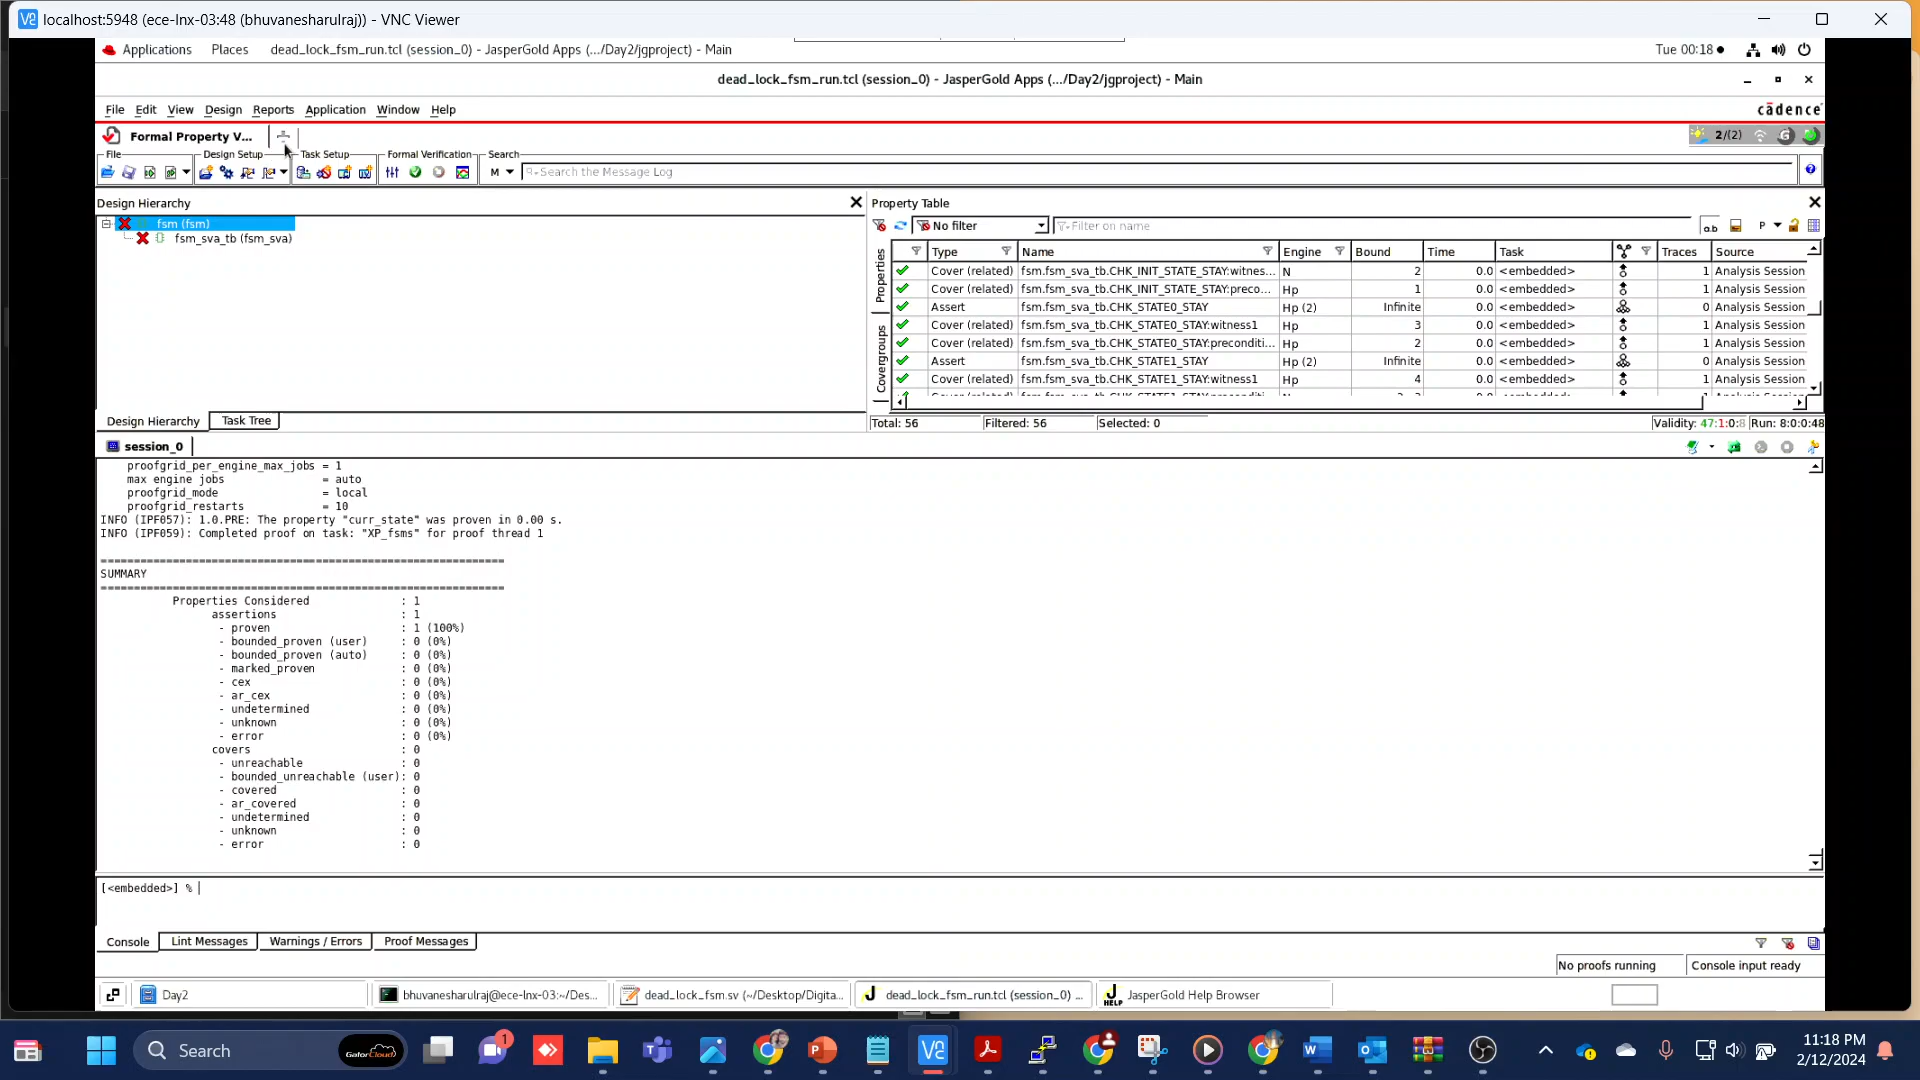 localhost:5948 (ece-lnx-03:48 (bhuvanesharulraj)) - VNC Viewer
Applications Places dead_lock_fsm_run.tcl (session_0) - JasperGold Apps (.../Day2/jgproject) - Main Tue 00:18
dead_lock_fsm_run.tcl (session_0) - JasperGold Apps (.../Day2/jgproject) - Main
File Edit View Design Reports Application Window Help cādence
Formal Property V... 2/(2)
File Design Setup Task Setup Formal Verification Search
M Search the Message Log
Design Hierarchy
fsm (fsm)
fsm_sva_tb (fsm_sva)
Design Hierarchy Task Tree
Property Table
No filter Filter on name a.b P
Properties
Covergroups
Type Name Engine Bound Time Task Traces Source
Cover (related) fsm.fsm_sva_tb.CHK_INIT_STATE_STAY:witnes... N 2 0.0 <embedded> 1 Analysis Session
Cover (related) fsm.fsm_sva_tb.CHK_INIT_STATE_STAY:preco... Hp 1 0.0 <embedded> 1 Analysis Session
Assert fsm.fsm_sva_tb.CHK_STATE0_STAY Hp (2) Infinite 0.0 <embedded> 0 Analysis Session
Cover (related) fsm.fsm_sva_tb.CHK_STATE0_STAY:witness1 Hp 3 0.0 <embedded> 1 Analysis Session
Cover (related) fsm.fsm_sva_tb.CHK_STATE0_STAY:preconditi... Hp 2 0.0 <embedded> 1 Analysis Session
Assert fsm.fsm_sva_tb.CHK_STATE1_STAY Hp (2) Infinite 0.0 <embedded> 0 Analysis Session
Cover (related) fsm.fsm_sva_tb.CHK_STATE1_STAY:witness1 Hp 4 0.0 <embedded> 1 Analysis Session
Total: 56 Filtered: 56 Selected: 0 Validity: 47:1:0:8 Run: 8:0:0:48
session_0
proofgrid_per_engine_max_jobs = 1
max engine jobs = auto
proofgrid_mode = local
proofgrid_restarts = 10
INFO (IPF057): 1.0.PRE: The property "curr_state" was proven in 0.00 s.
INFO (IPF059): Completed proof on task: "XP_fsms" for proof thread 1
==============================================================
SUMMARY
==============================================================
Properties Considered : 1
assertions : 1
- proven : 1 (100%)
- bounded_proven (user) : 0 (0%)
- bounded_proven (auto) : 0 (0%)
- marked_proven : 0 (0%)
- cex : 0 (0%)
- ar_cex : 0 (0%)
- undetermined : 0 (0%)
- unknown : 0 (0%)
- error : 0 (0%)
covers : 0
- unreachable : 0
- bounded_unreachable (user): 0
- covered : 0
- ar_covered : 0
- undetermined : 0
- unknown : 0
- error : 0
[<embedded>] %
Console Lint Messages Warnings / Errors Proof Messages
No proofs running Console input ready
Day2 bhuvanesharulraj@ece-lnx-03:~/Des... dead_lock_fsm.sv (~/Desktop/Digita... dead_lock_fsm_run.tcl (session_0) ... JasperGold Help Browser
Search GatorCloud 1 11:18 PM
2/12/2024